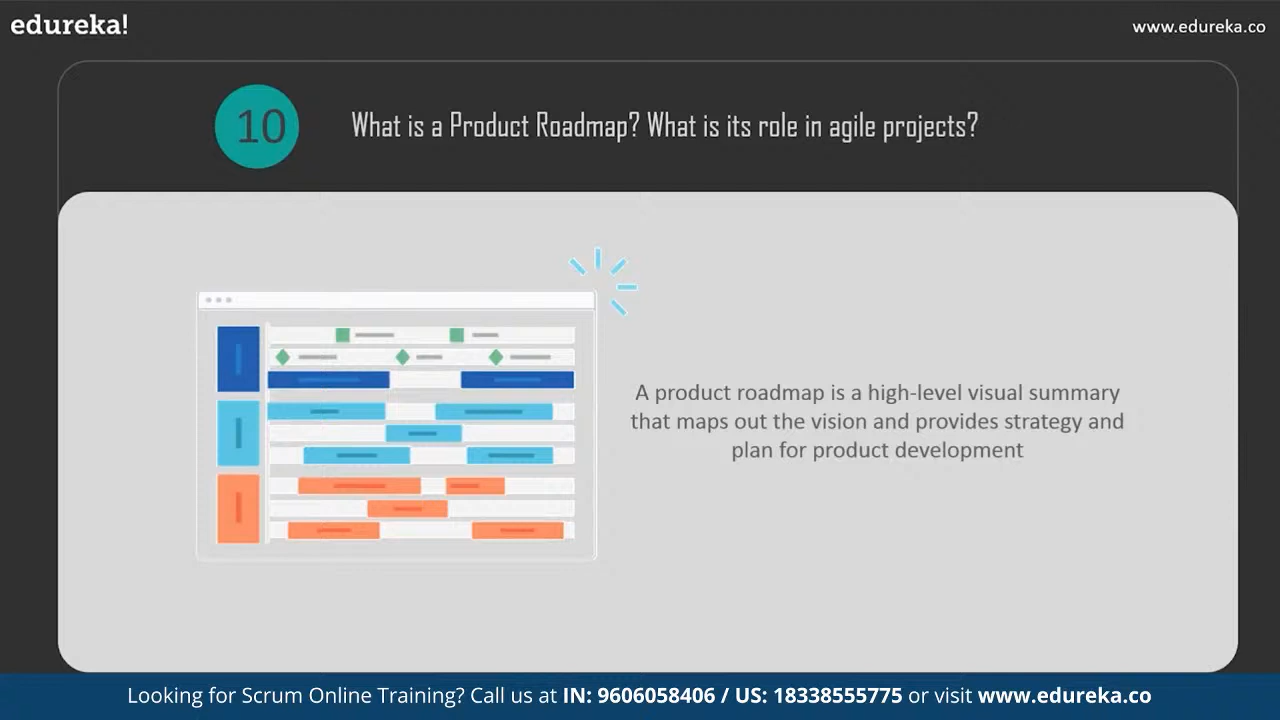 edureka!
www.edureka.co
10
What is a Product Roadmap? What is its role in agile projects?
A product roadmap is a high-level visual summary
that maps out the vision and provides strategy and
plan for product development
Looking for Scrum Online Training? Call us at IN: 9606058406 / US: 18338555775 or visit www.edureka.co